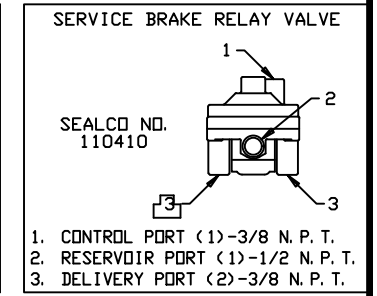 SERVICE BRAKE RELAY VALVE
1
2
SEALCO NO.
110410
3
3
1. CONTROL PORT (1)-3/8 N.P.T.
2. RESERVOIR PORT (1)-1/2 N.P.T.
3. DELIVERY PORT (2)-3/8 N.P.T.